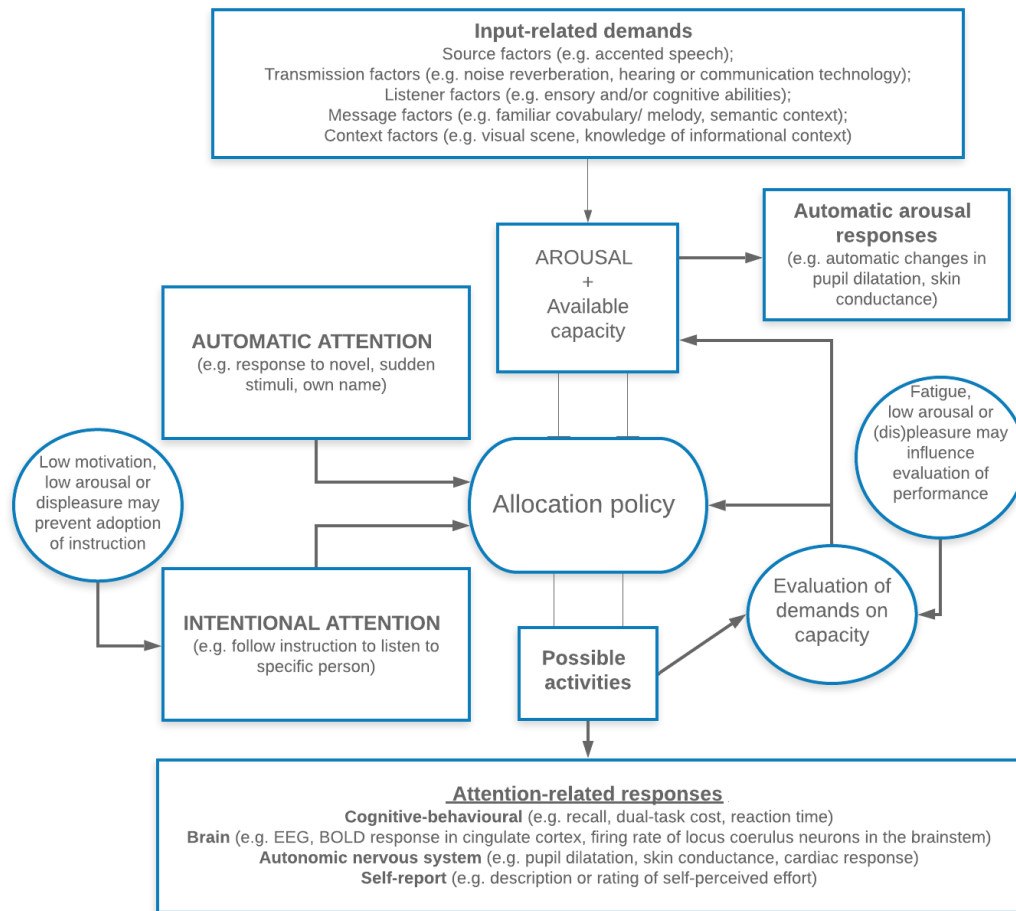 Input-related demands
Source factors (e.g. accented speech);
Transmission factors (e.g. noise reverberation, hearing or communication technology);
Listener factors (e.g. ensory and/or cognitive abilities);
Message factors (e.g. familiar covabulary/ melody, semantic context);
Context factors (e.g. visual scene, knowledge of informational context)
AROUSAL
+
Available
capacity
Automatic arousal
responses
(e.g. automatic changes in
pupil dilatation, skin
conductance)
AUTOMATIC ATTENTION
(e.g. response to novel, sudden
stimuli, own name)
Fatigue,
low arousal or
(dis)pleasure may
influence
evaluation of
performance
Low motivation,
low arousal or
displeasure may
prevent adoption
of instruction
Allocation policy
INTENTIONAL ATTENTION
(e.g. follow instruction to listen to
specific person)
Evaluation of
demands on
capacity
Possible
activities
Attention-related responses
Cognitive-behavioural (e.g. recall, dual-task cost, reaction time)
Brain (e.g. EEG, BOLD response in cingulate cortex, firing rate of locus coerulus neurons in the brainstem)
Autonomic nervous system (e.g. pupil dilatation, skin conductance, cardiac response)
Self-report (e.g. description or rating of self-perceived effort)